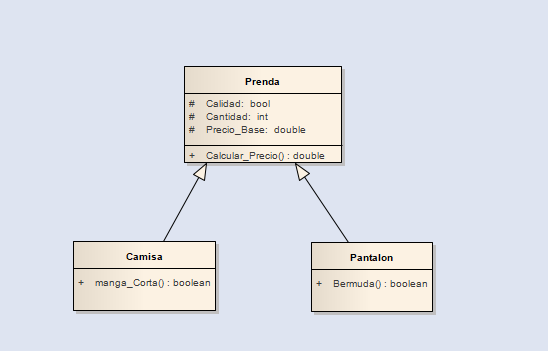 Prenda
# Calidad: bool
# Cantidad: int
# Precio_Base: double
+ Calcular_Precio() : double
Camisa
+ manga_Corta() : boolean
Pantalon
+ Bermuda() : boolean